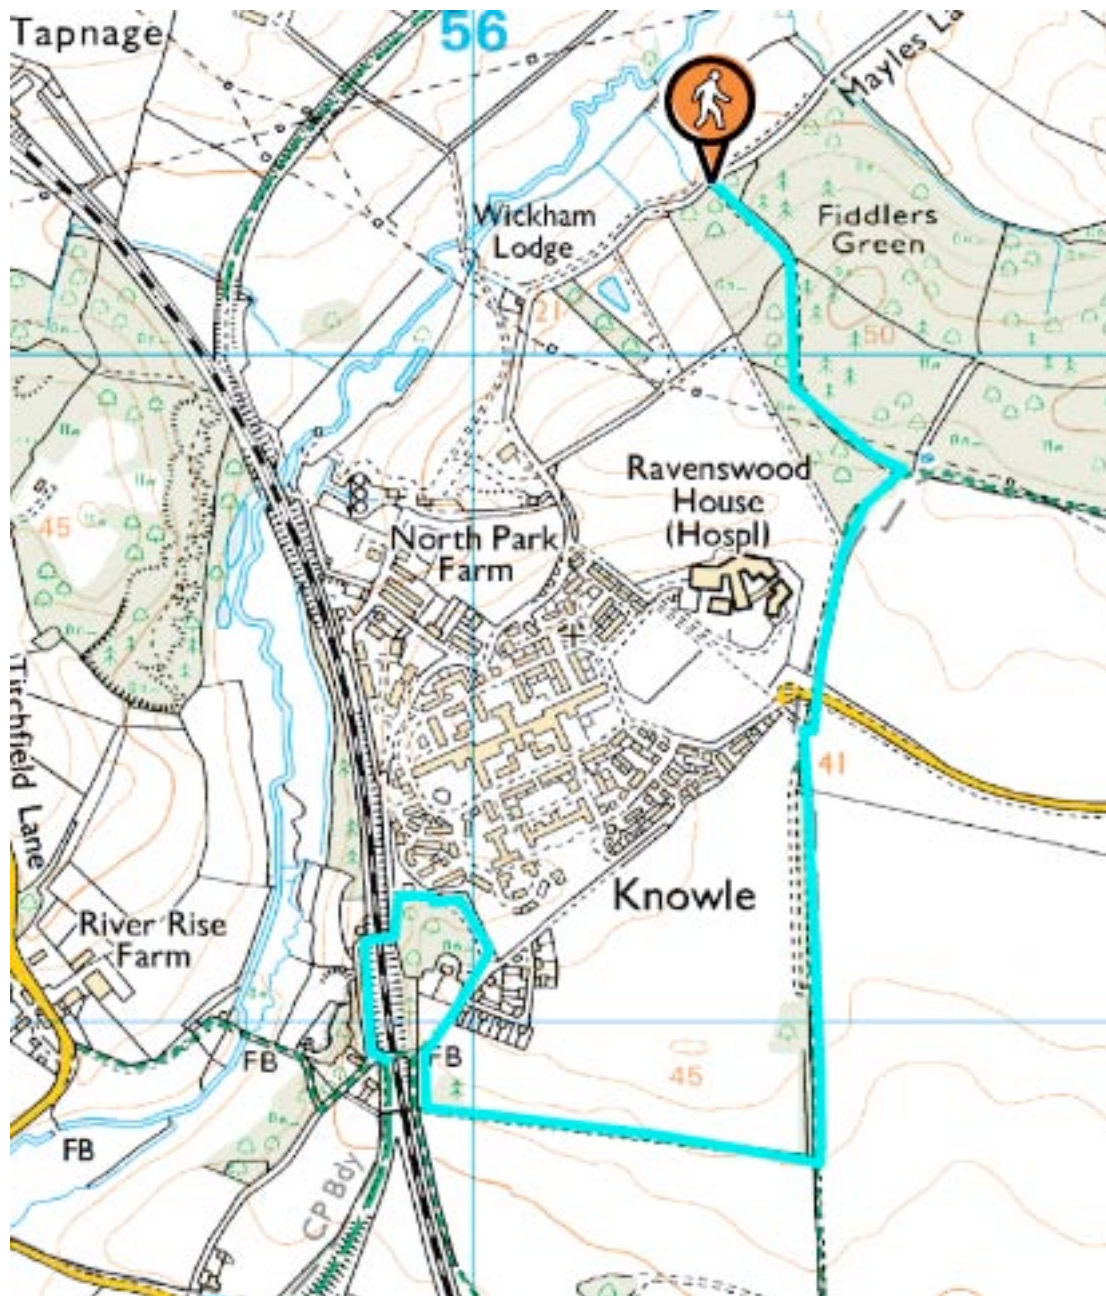 Tapnage
56
Mayles La
Wickham
Lodge
Fiddlers
Green
21
50
Ravenswood
House
(Hospl)
45
North Park
Farm
Titchfield Lane
41
Knowle
River Rise
Farm
FB
FB
45
FB
CP Bdy